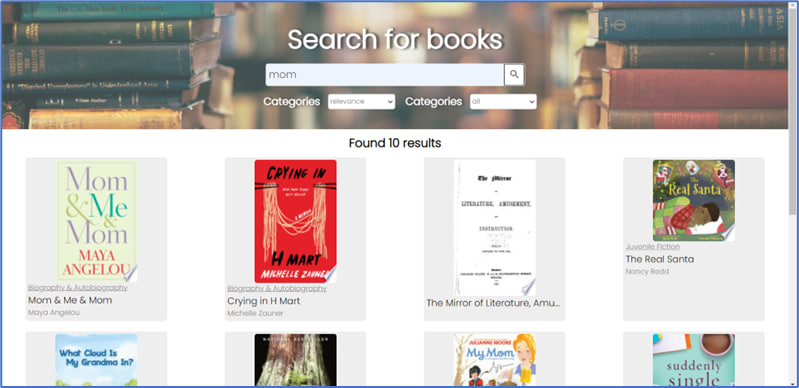 Search for books
mom
Categories relevance Categories all
Found 10 results
Mom
& Me
&
Mom
MAYA
ANGELOU
Biography & Autobiography
Mom & Me & Mom
Maya Angelou
CRYING IN
H MART
MICHELLE ZAUNER
Biography & Autobiography
Crying in H Mart
Michelle Zauner
The Mirror
OF
LITERATURE, AMUSEMENT,
AND
INSTRUCTION.
The Mirror of Literature, Amu...
The
Real Santa
Juvenile Fiction
The Real Santa
Nancy Redd
What Cloud Is
My Grandma In?
NATIONAL BESTSELLER
JULIANNE MOORE
My Mom
suddenly
single